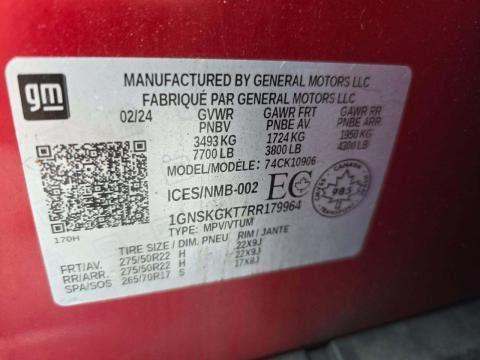 gm
MANUFACTURED BY GENERAL MOTORS LLC
FABRIQUÉ PAR GENERAL MOTORS LLC
02/24 GVWR GAWR FRT GAWR RR
PNBV PNBE AV. PNBE ARR
3493 KG 1724 KG 1950 KG
7700 LB 3800 LB 4300 LB
MODEL/MODÈLE: 74CK10906
ICES/NMB-002 EC
CANADA
903
1GNSKGKT7RR179964
TYPE: MPV/VTUM
170H
TIRE SIZE / DIM. PNEU RIM / JANTE
FRT/AV. 275/50R22 H 22X9J
RR/ARR. 275/50R22 H 22X9J
SPA/SOS 265/70R17 S 17X8J